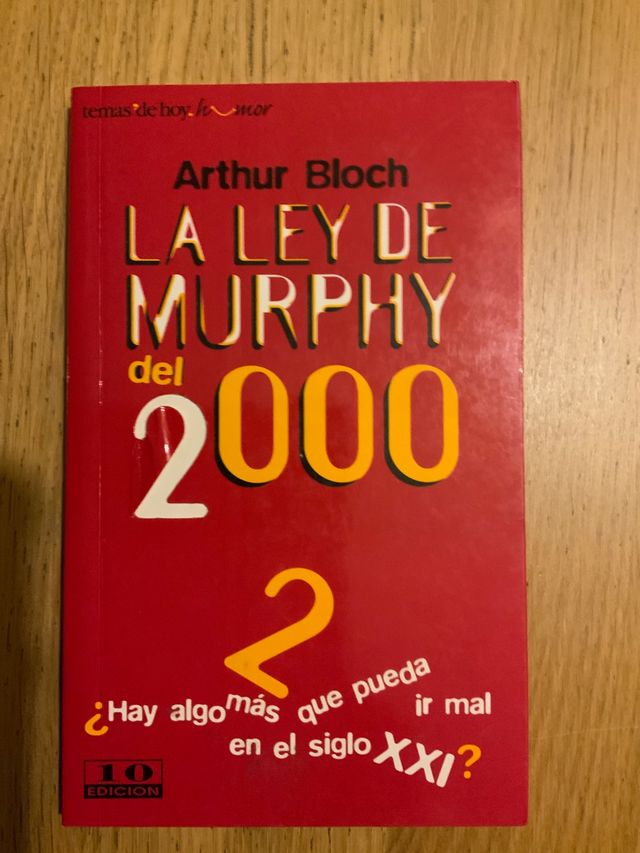 temas'de hoy. humor
Arthur Bloch
LA LEY DE
MURPHY
del
2000
2
¿Hay algo más que pueda ir mal
en el siglo XXI?
10
EDICION